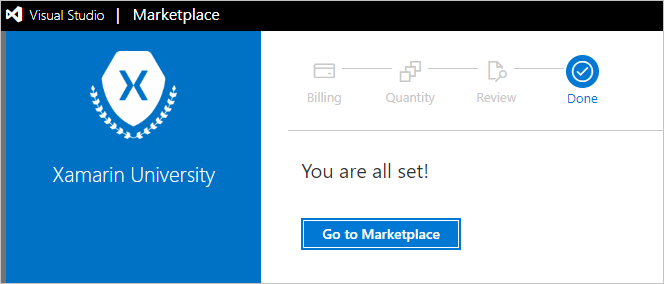 Visual Studio | Marketplace
X
Xamarin University
Billing Quantity Review Done
You are all set!
Go to Marketplace